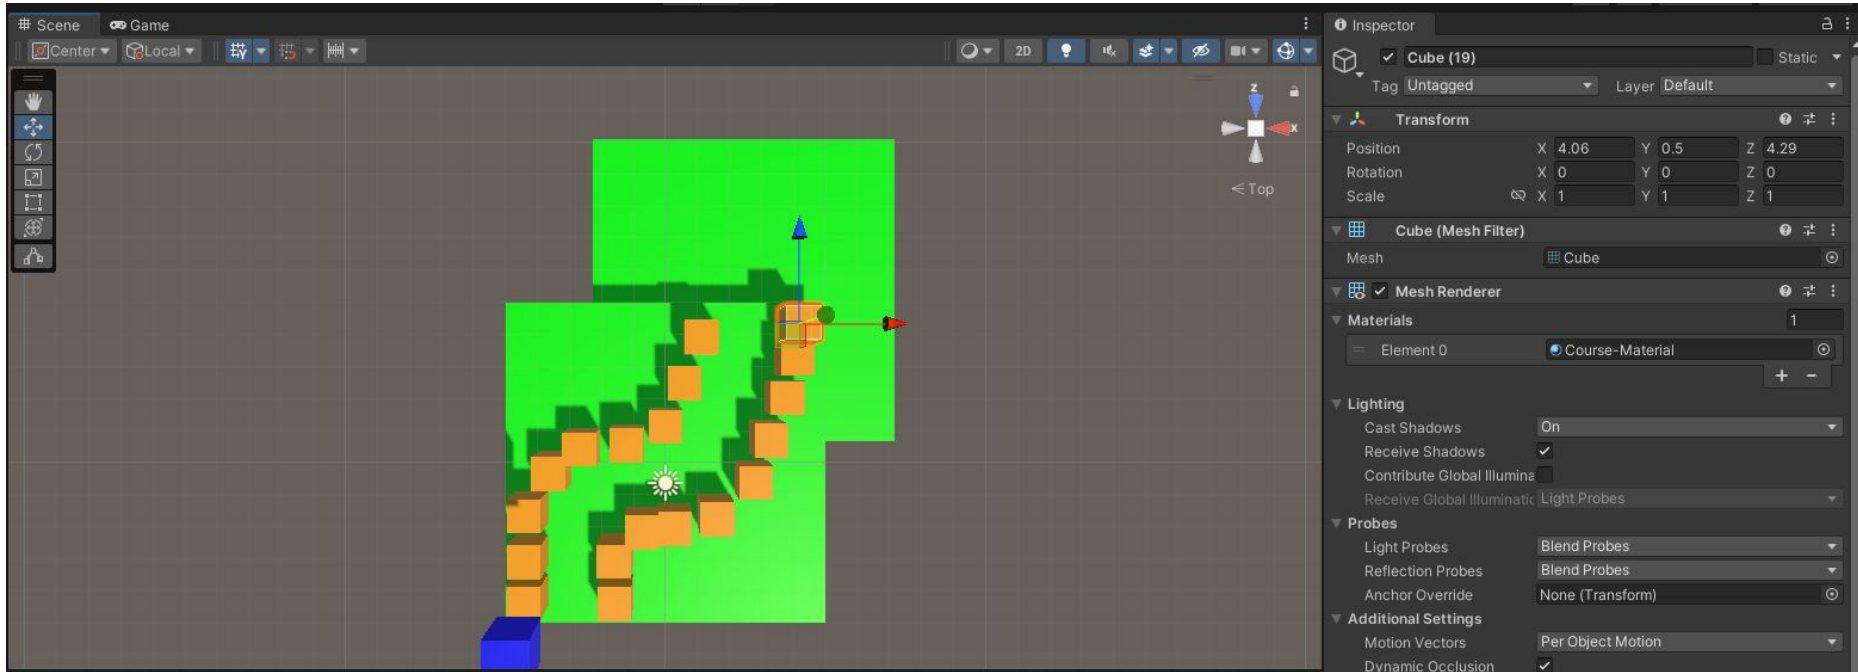 Scene Game
Center Local 2D
z
x
Top
Inspector
Cube (19) Static
Tag Untagged Layer Default
Transform
Position X 4.06 Y 0.5 Z 4.29
Rotation X 0 Y 0 Z 0
Scale X 1 Y 1 Z 1
Cube (Mesh Filter)
Mesh Cube
Mesh Renderer
Materials 1
Element 0 Course-Material
Lighting
Cast Shadows On
Receive Shadows
Contribute Global Illumina
Receive Global Illuminatic Light Probes
Probes
Light Probes Blend Probes
Reflection Probes Blend Probes
Anchor Override None (Transform)
Additional Settings
Motion Vectors Per Object Motion
Dynamic Occlusion